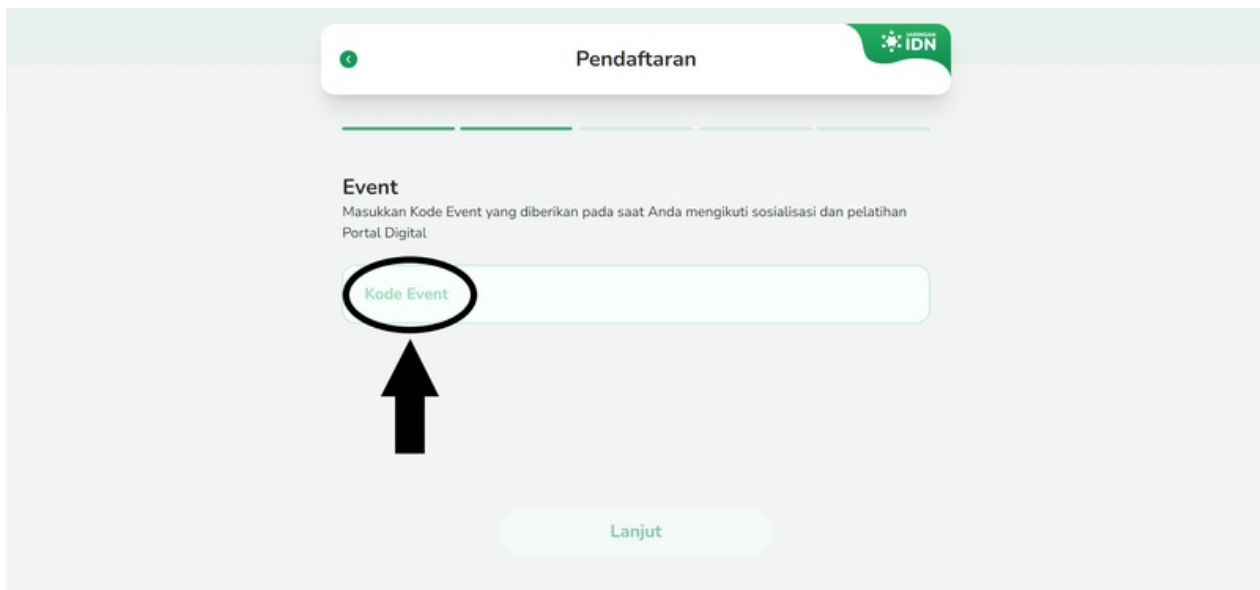 Pendaftaran
JARINGAN
IDN
Event
Masukkan Kode Event yang diberikan pada saat Anda mengikuti sosialisasi dan pelatihan
Portal Digital
Kode Event
Lanjut